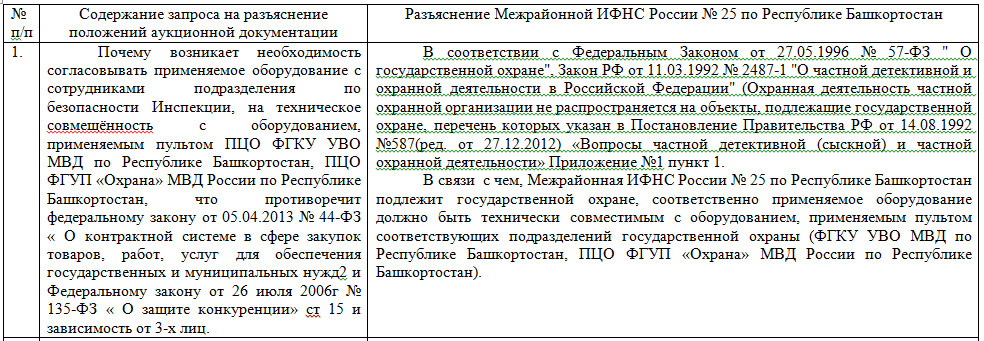 №
п/п
Содержание запроса на разъяснение
положений аукционной документации
Разъяснение Межрайонной ИФНС России № 25 по Республике Башкортостан
1.
Почему возникает необходимость
согласовывать применяемое оборудование с
сотрудниками подразделения по
безопасности Инспекции, на техническое
совмещённость с оборудованием,
применяемым пультом ПЦО ФГКУ УВО
МВД по Республике Башкортостан, ПЦО
ФГУП «Охрана» МВД России по Республике
Башкортостан, что противоречит
федеральному закону от 05.04.2013 № 44-ФЗ
« О контрактной системе в сфере закупок
товаров, работ, услуг для обеспечения
государственных и муниципальных нужд2 и
Федеральному закону от 26 июля 2006г №
135-ФЗ « О защите конкуренции» ст 15 и
зависимость от 3-х лиц.
В соответствии с Федеральным Законом от 27.05.1996 № 57-ФЗ " О
государственной охране", Закон РФ от 11.03.1992 № 2487-1 "О частной детективной и
охранной деятельности в Российской Федерации" (Охранная деятельность частной
охранной организации не распространяется на объекты, подлежащие государственной
охране, перечень которых указан в Постановление Правительства РФ от 14.08.1992
№587(ред. от 27.12.2012) «Вопросы частной детективной (сыскной) и частной
охранной деятельности» Приложение №1 пункт 1.
В связи с чем, Межрайонная ИФНС России № 25 по Республике Башкортостан
подлежит государственной охране, соответственно применяемое оборудование
должно быть технически совместимым с оборудованием, применяемым пультом
соответствующих подразделений государственной охраны (ФГКУ УВО МВД по
Республике Башкортостан, ПЦО ФГУП «Охрана» МВД России по Республике
Башкортостан).